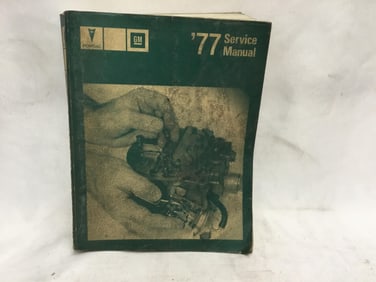 PONTIAC
GM
'77 Service
Manual